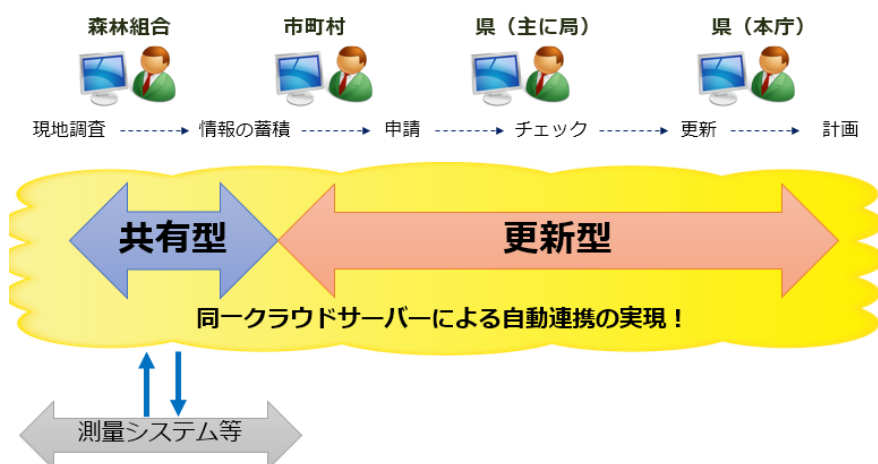 森林組合 市町村 県（主に局） 県（本庁）
現地調査 情報の蓄積 申請 チェック 更新 計画
共有型 更新型
同一クラウドサーバーによる自動連携の実現！
測量システム等